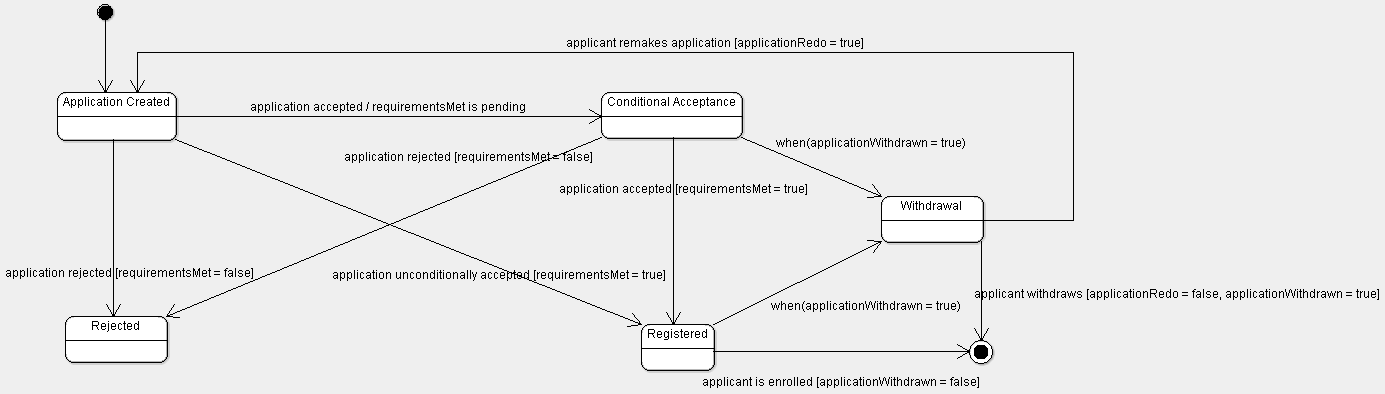 applicant remakes application [applicationRedo = true]
Application Created
application accepted / requirementsMet is pending
Conditional Acceptance
when(applicationWithdrawn = true)
application rejected [requirementsMet = false]
application accepted [requirementsMet = true]
Withdrawal
application rejected [requirementsMet = false]
application unconditionally accepted [requirementsMet = true]
applicant withdraws [applicationRedo = false, applicationWithdrawn = true]
when(applicationWithdrawn = true)
Rejected
Registered
applicant is enrolled [applicationWithdrawn = false]